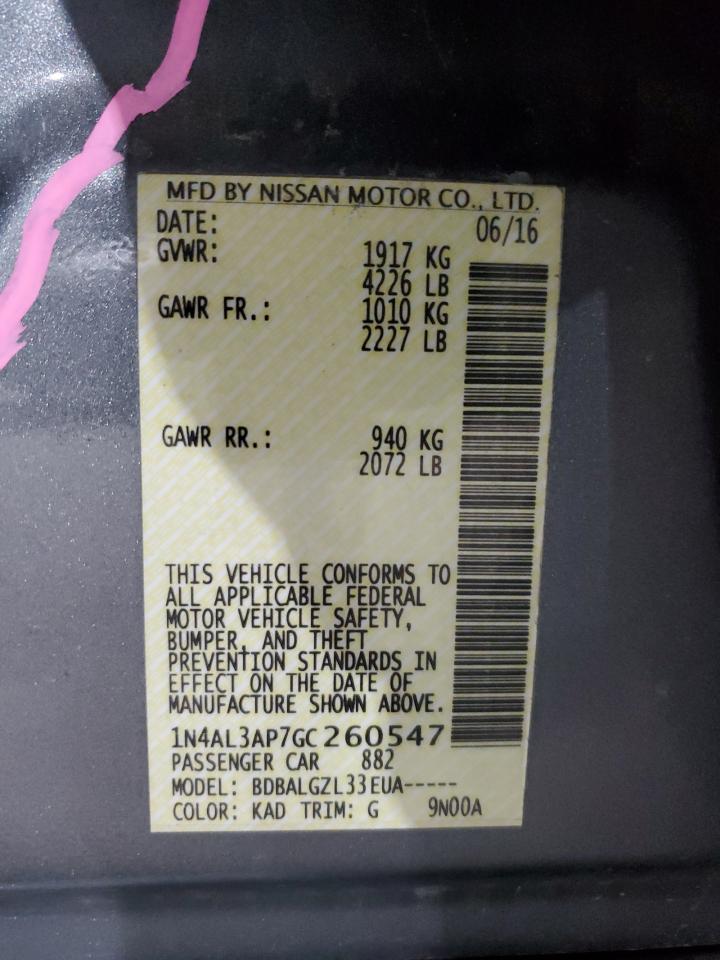 MFD BY NISSAN MOTOR CO., LTD.
DATE: 06/16
GVWR: 1917 KG
4226 LB
GAWR FR.: 1010 KG
2227 LB
GAWR RR.: 940 KG
2072 LB
THIS VEHICLE CONFORMS TO
ALL APPLICABLE FEDERAL
MOTOR VEHICLE SAFETY,
BUMPER, AND THEFT
PREVENTION STANDARDS IN
EFFECT ON THE DATE OF
MANUFACTURE SHOWN ABOVE.
1N4AL3AP7GC260547
PASSENGER CAR 882
MODEL: BDBALGZL33EUA-----
COLOR: KAD TRIM: G 9N00A